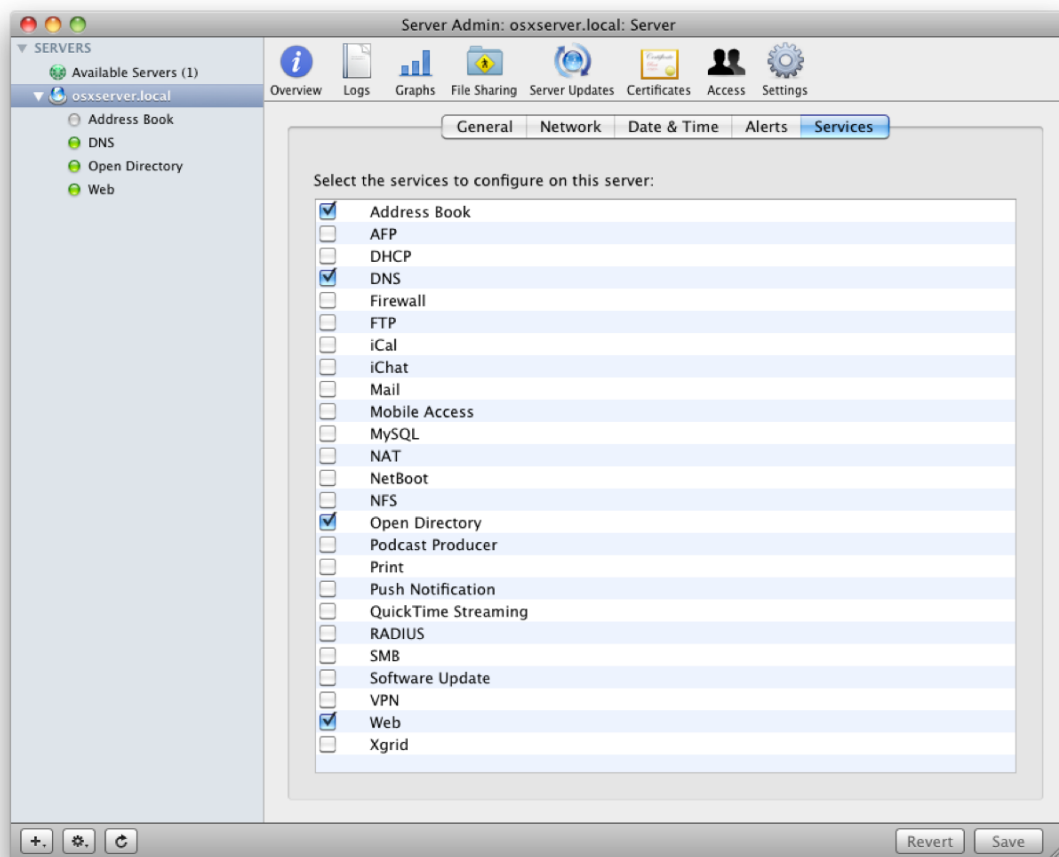 Server Admin: osxserver.local: Server
SERVERS
Available Servers (1)
osxserver.local
Address Book
DNS
Open Directory
Web
Overview Logs Graphs File Sharing Server Updates Certificates Access Settings
General Network Date & Time Alerts Services
Select the services to configure on this server:
Address Book
AFP
DHCP
DNS
Firewall
FTP
iCal
iChat
Mail
Mobile Access
MySQL
NAT
NetBoot
NFS
Open Directory
Podcast Producer
Print
Push Notification
QuickTime Streaming
RADIUS
SMB
Software Update
VPN
Web
Xgrid
Revert Save